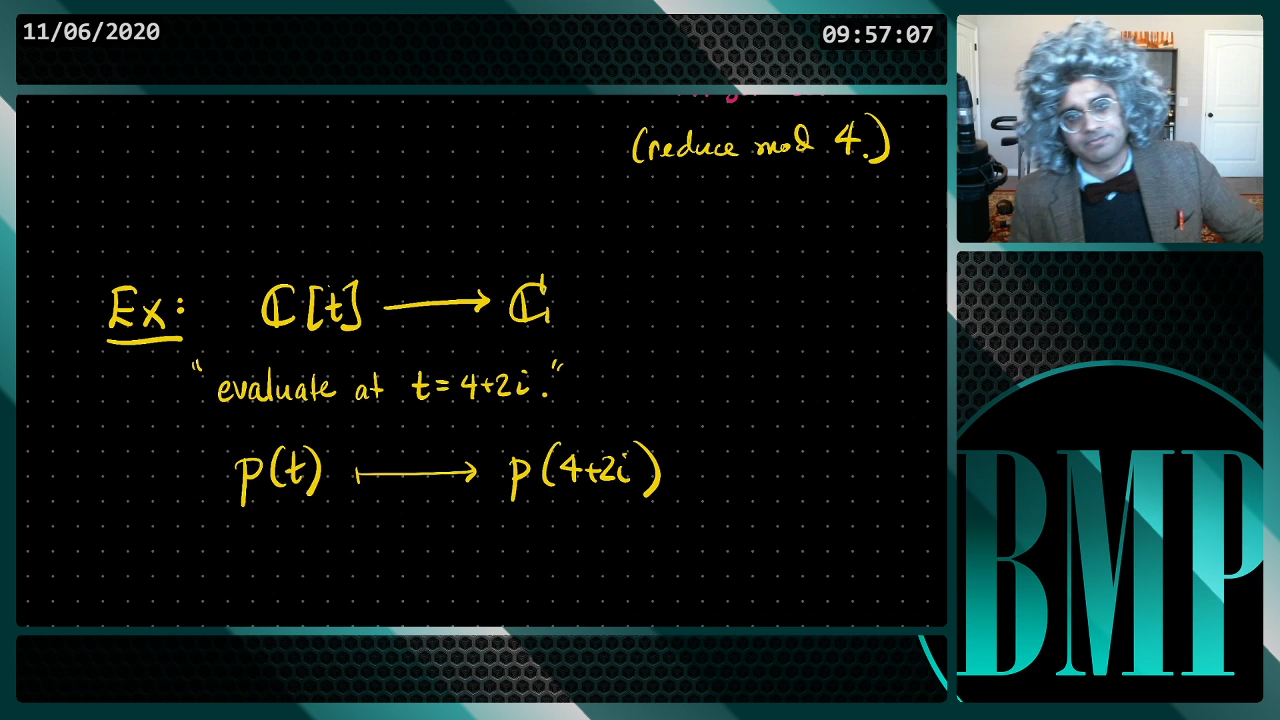 11/06/2020
09:57:07
(reduce mod 4.)
Ex: ℂ[t] ⟶ ℂ
"evaluate at t=4+2i."
p(t) ⟼ p(4+2i)
BMP